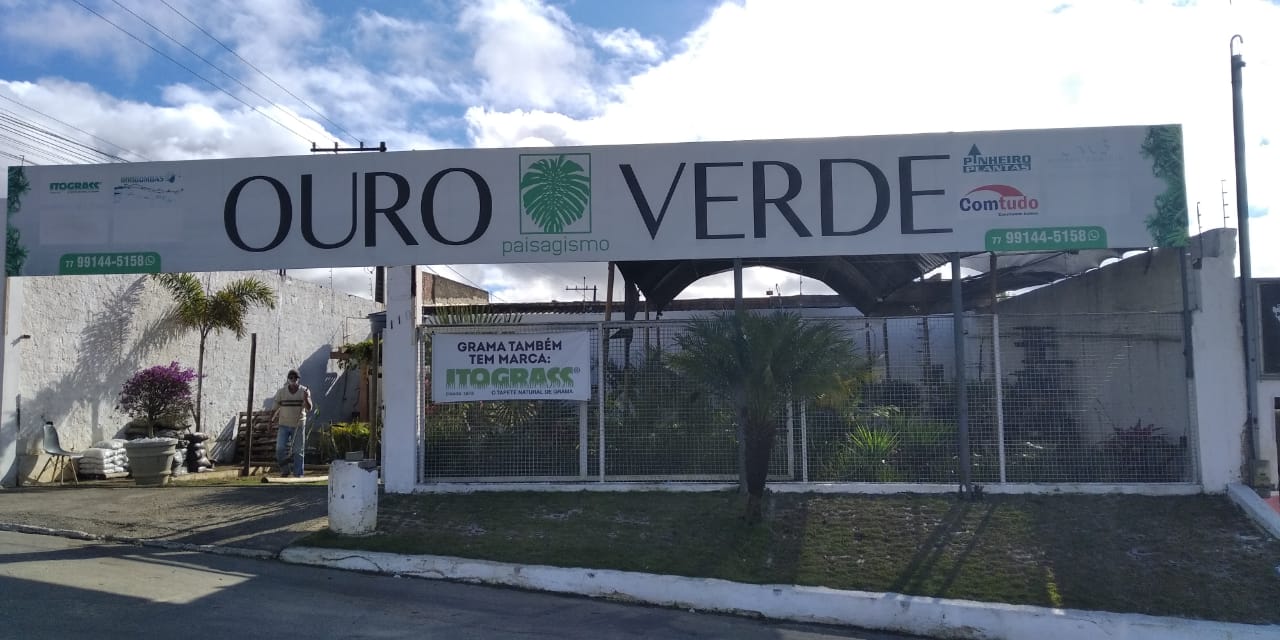 ITOGRASS
OURO VERDE
paisagismo
PINHEIRO
PLANTAS
Comtudo
77 99144-5158
77 99144-5158
GRAMA TAMBÉM
TEM MARCA:
ITOGRASS®
O TAPETE NATURAL DE GRAMA